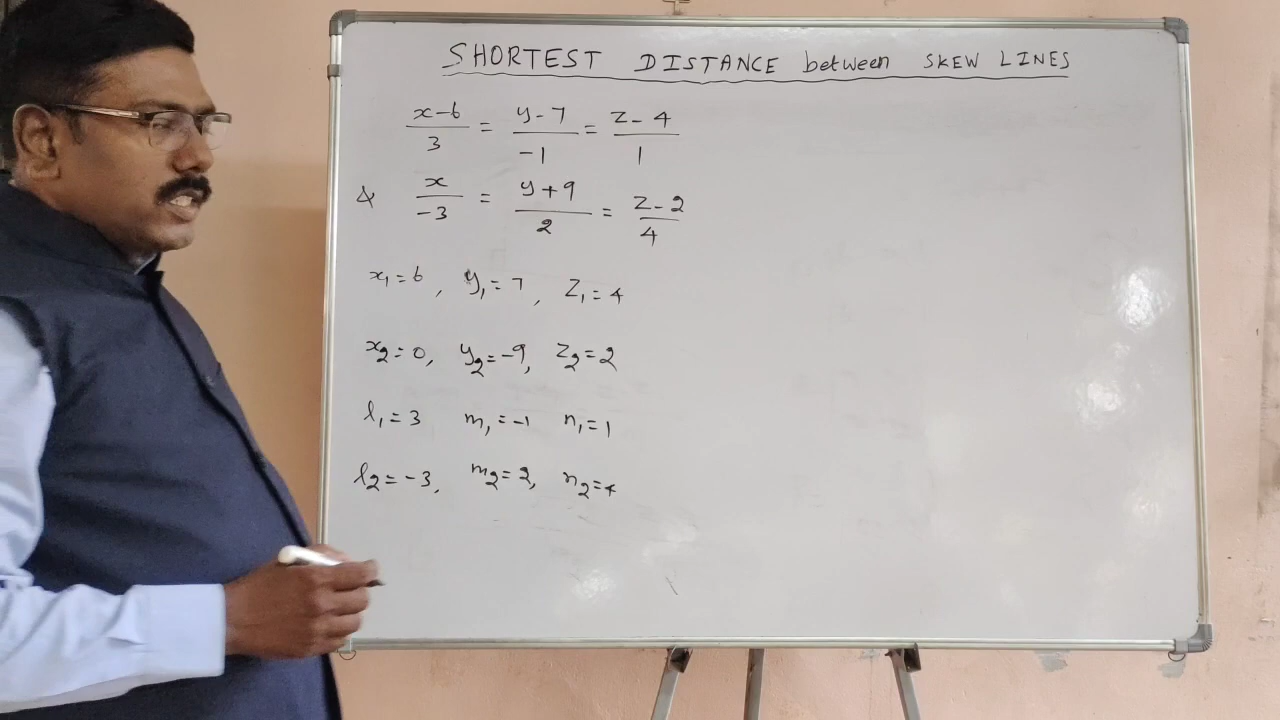 SHORTEST DISTANCE between SKEW LINES
x-6/3 = y-7/-1 = z-4/1
& x/-3 = y+9/2 = z-2/4
x₁=6, y₁=7, z₁=4
x₂=0, y₂=-9, z₂=2
l₁=3 m₁=-1 n₁=1
l₂=-3, m₂=2, n₂=4